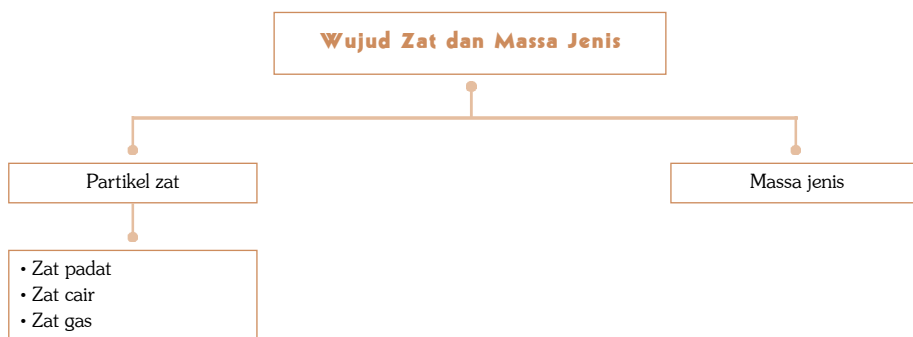 Wujud Zat dan Massa Jenis
Partikel zat
Massa jenis
• Zat padat
• Zat cair
• Zat gas